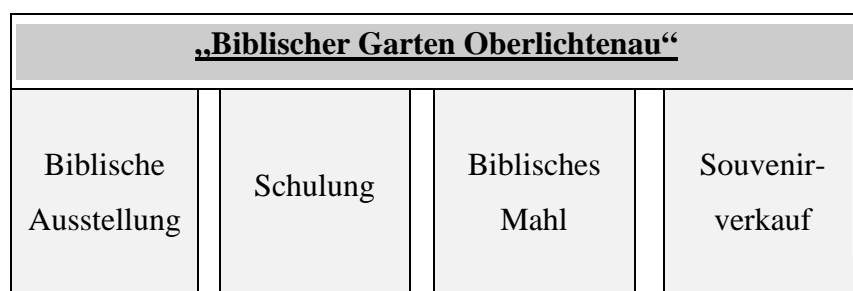 „Biblischer Garten Oberlichtenau“
Biblische
Ausstellung
Schulung
Biblisches
Mahl
Souvenir-
verkauf